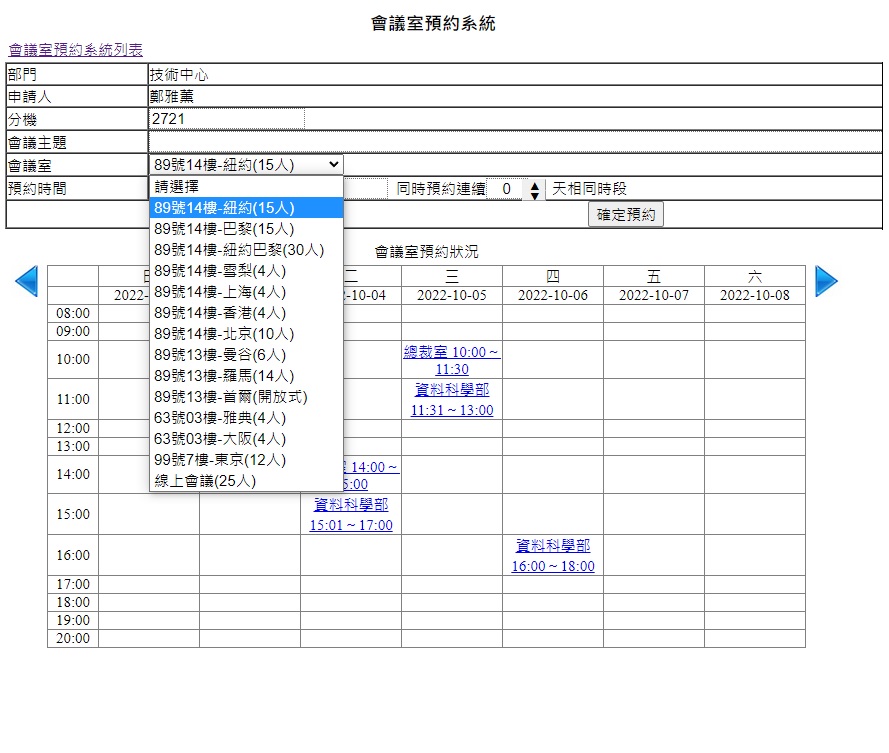 會議室預約系統
會議室預約系統列表
部門 技術中心
申請人 鄭雅薰
分機 2721
會議主題
會議室 89號14樓-紐約(15人)
預約時間 同時預約連續 0 天相同時段
請選擇
89號14樓-紐約(15人)
89號14樓-巴黎(15人)
89號14樓-紐約巴黎(30人)
89號14樓-雪梨(4人)
89號14樓-上海(4人)
89號14樓-香港(4人)
89號14樓-北京(10人)
89號13樓-曼谷(6人)
89號13樓-羅馬(14人)
89號13樓-首爾(開放式)
63號03樓-雅典(4人)
63號03樓-大阪(4人)
99號7樓-東京(12人)
線上會議(25人)
確定預約
會議室預約狀況
二 三 四 五 六
2022- -10-04 2022-10-05 2022-10-06 2022-10-07 2022-10-08
08:00
09:00
10:00 總裁室 10:00 ~
11:30
11:00 資料科學部
11:31 ~ 13:00
12:00
13:00
14:00 14:00 ~
5:00
15:00 資料科學部
15:01 ~ 17:00
16:00 資料科學部
16:00 ~ 18:00
17:00
18:00
19:00
20:00